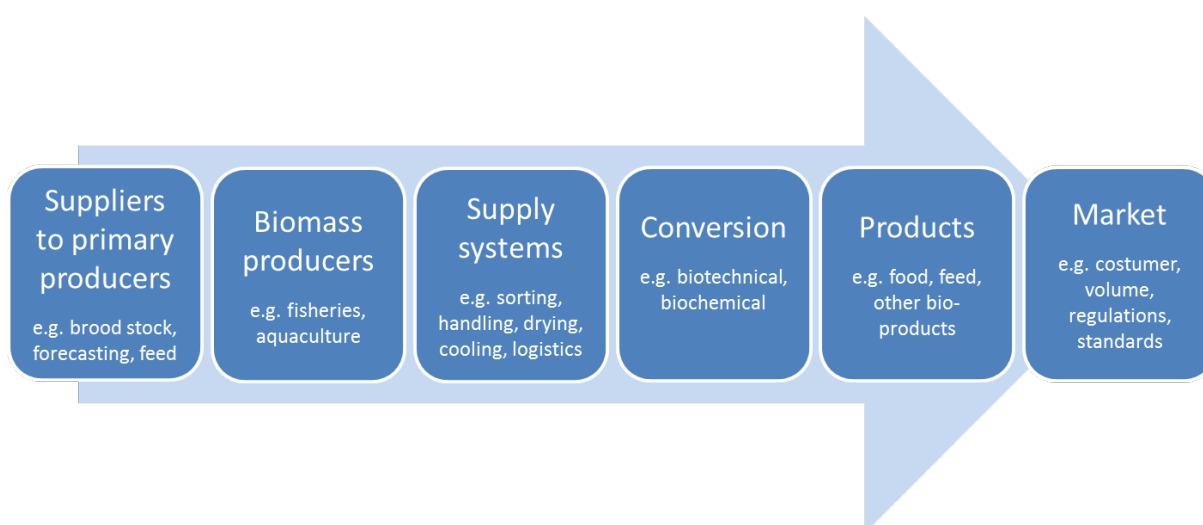 Suppliers
to primary
producers
e.g. brood stock,
forecasting, feed
Biomass
producers
e.g. fisheries,
aquaculture
Supply
systems
e.g. sorting,
handling, drying,
cooling, logistics
Conversion
e.g. biotechnical,
biochemical
Products
e.g. food, feed,
other bio-
products
Market
e.g. costumer,
volume,
regulations,
standards